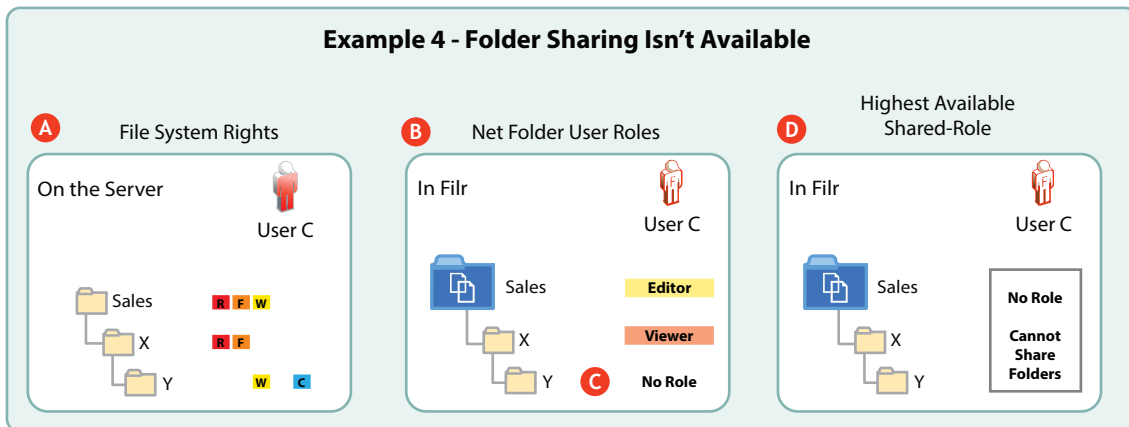 Example 4 - Folder Sharing Isn't Available
A
File System Rights
On the Server
User C
Sales
R F W
X
R F
Y
W C
B
Net Folder User Roles
In Filr
F
User C
Sales
Editor
X
Viewer
Y
C
No Role
D
Highest Available
Shared-Role
In Filr
F
User C
Sales
X
Y
No Role
Cannot
Share
Folders